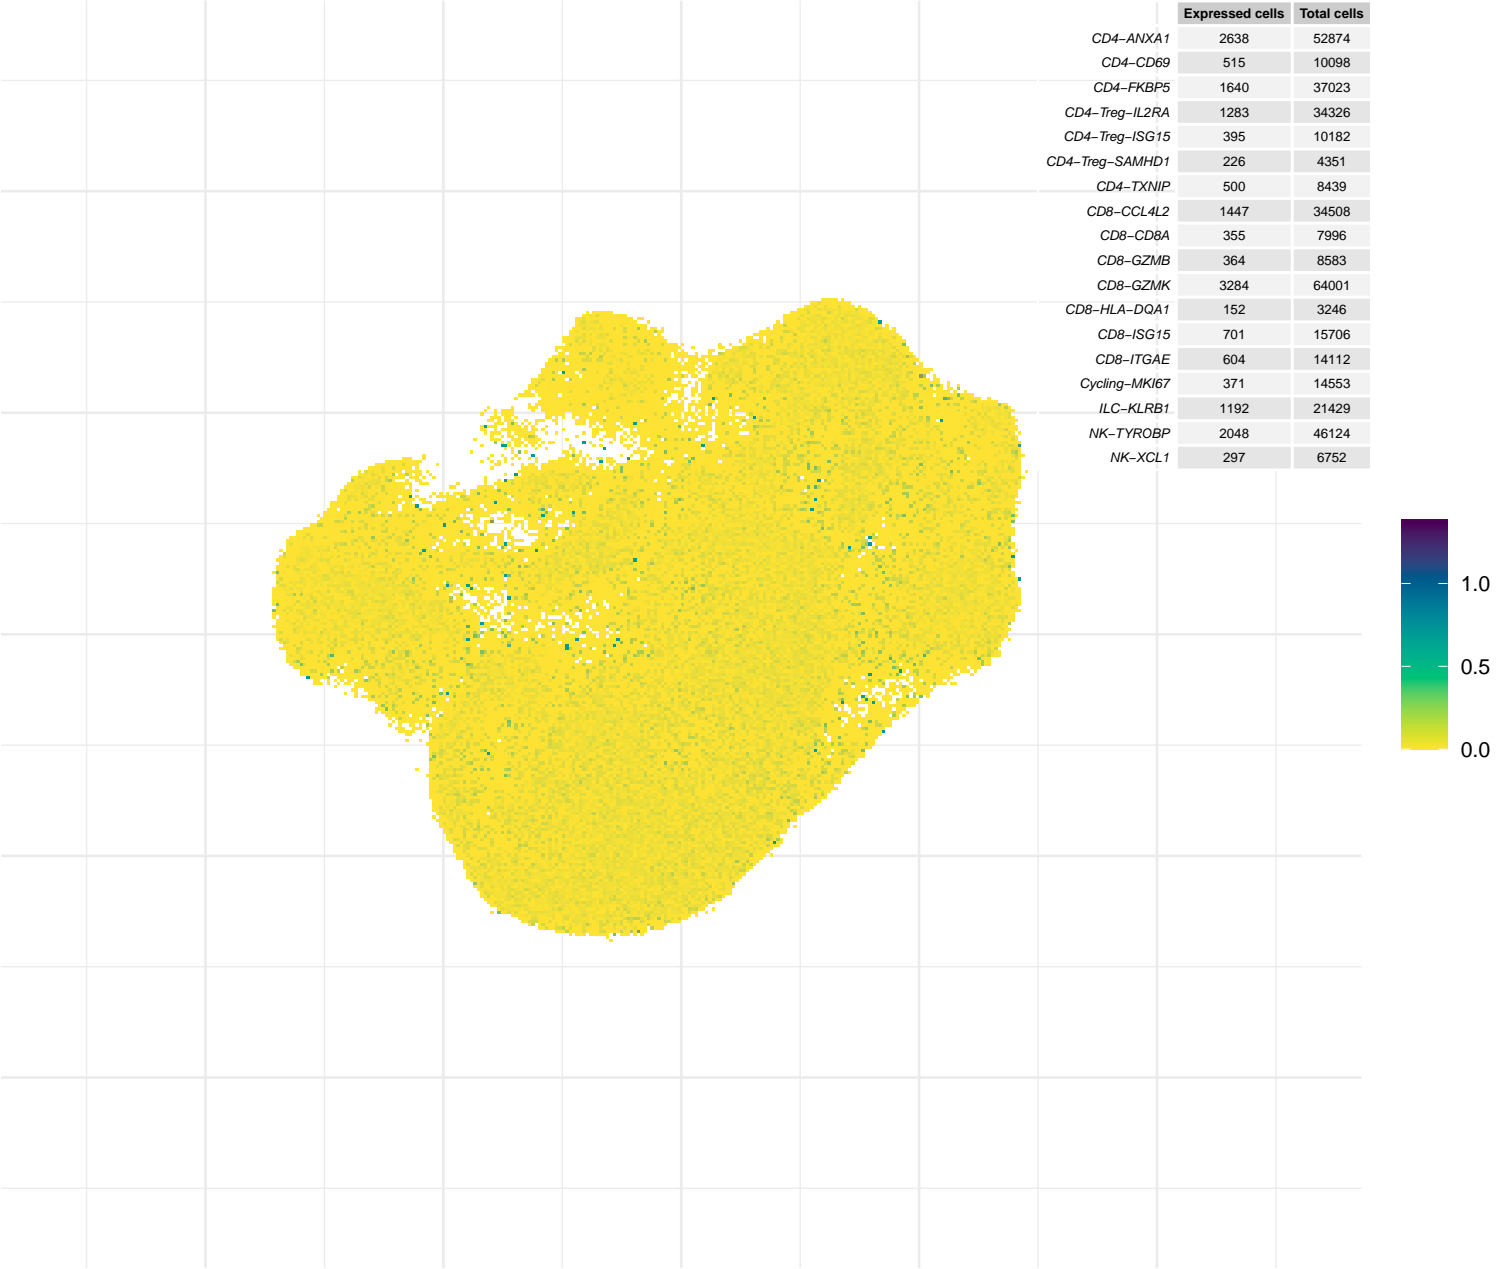 Expressed cells Total cells
CD4−ANXA1 2638 52874
CD4−CD69 515 10098
CD4−FKBP5 1640 37023
CD4−Treg−IL2RA 1283 34326
CD4−Treg−ISG15 395 10182
CD4−Treg−SAMHD1 226 4351
CD4−TXNIP 500 8439
CD8−CCL4L2 1447 34508
CD8−CD8A 355 7996
CD8−GZMB 364 8583
CD8−GZMK 3284 64001
CD8−HLA−DQA1 152 3246
CD8−ISG15 701 15706
CD8−ITGAE 604 14112
Cycling−MKI67 371 14553
ILC−KLRB1 1192 21429
NK−TYROBP 2048 46124
NK−XCL1 297 6752
1.0
0.5
0.0